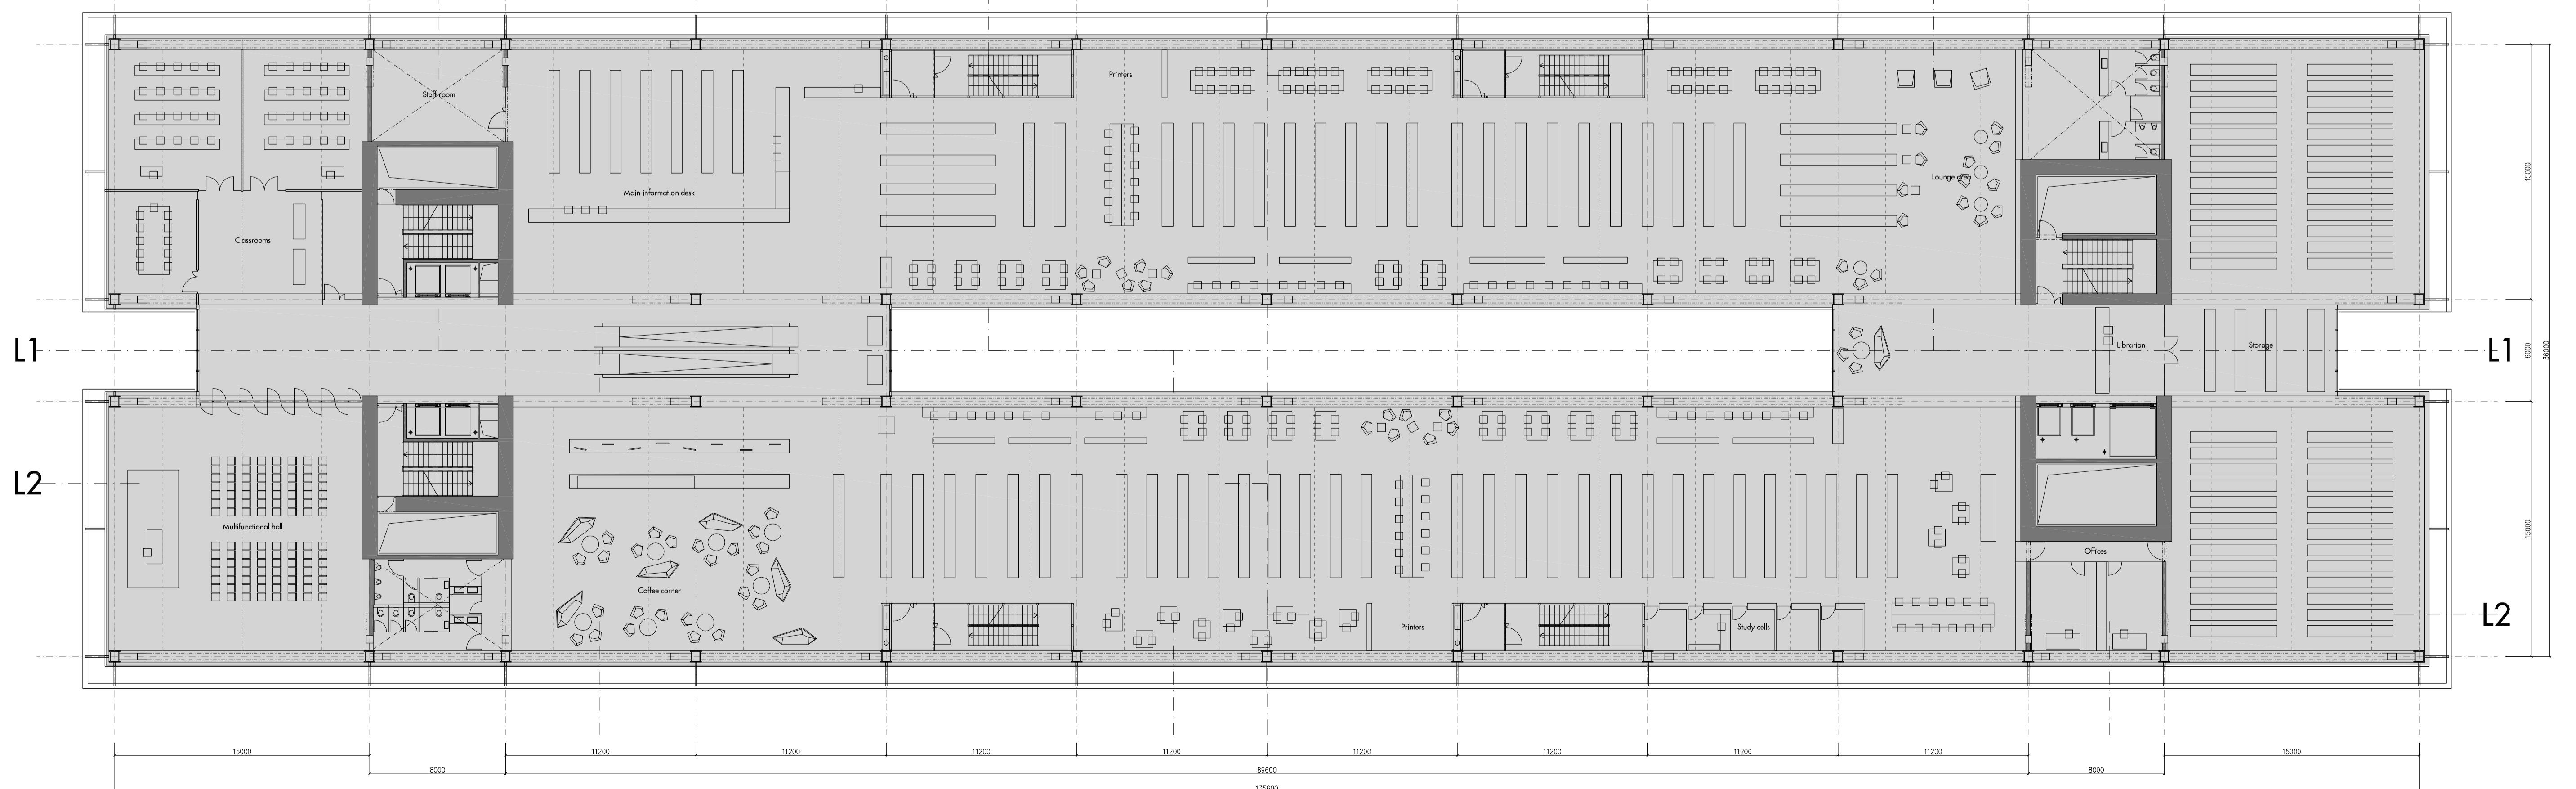 Printers
Staff room
Main information desk
Lounge area
Classrooms
15000
L1
Librarian
Storage
L1
6000
36000
L2
Multifunctional hall
Coffee corner
Printers
Study cells
Offices
15000
L2
15000
11200
11200
11200
11200
11200
11200
11200
11200
15000
8000
89600
8000
135600